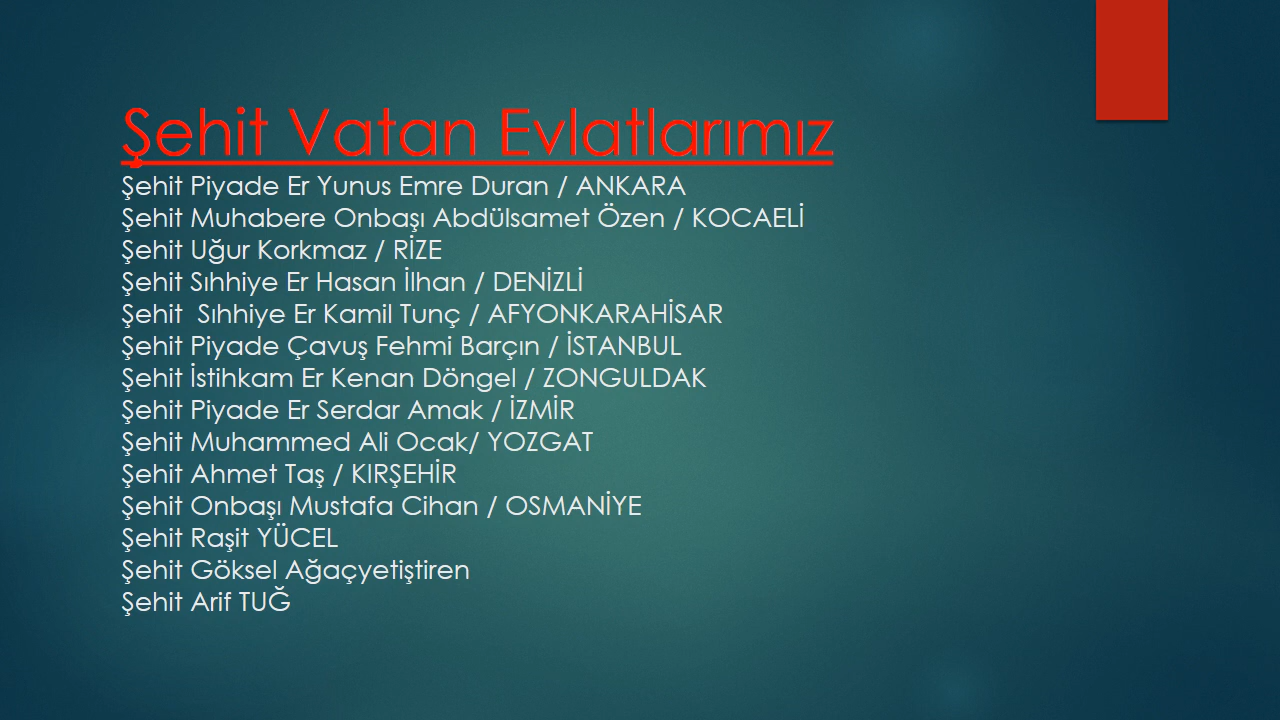 Şehit Vatan Evlatlarımız
Şehit Piyade Er Yunus Emre Duran / ANKARA
Şehit Muhabere Onbaşı Abdülsamet Özen / KOCAELİ
Şehit Uğur Korkmaz / RİZE
Şehit Sıhhiye Er Hasan İlhan / DENİZLİ
Şehit  Sıhhiye Er Kamil Tunç / AFYONKARAHİSAR
Şehit Piyade Çavuş Fehmi Barçın / İSTANBUL
Şehit İstihkam Er Kenan Döngel / ZONGULDAK
Şehit Piyade Er Serdar Amak / İZMİR
Şehit Muhammed Ali Ocak/ YOZGAT
Şehit Ahmet Taş / KIRŞEHİR
Şehit Onbaşı Mustafa Cihan / OSMANİYE
Şehit Raşit YÜCEL
Şehit Göksel Ağaçyetiştiren
Şehit Arif TUĞ